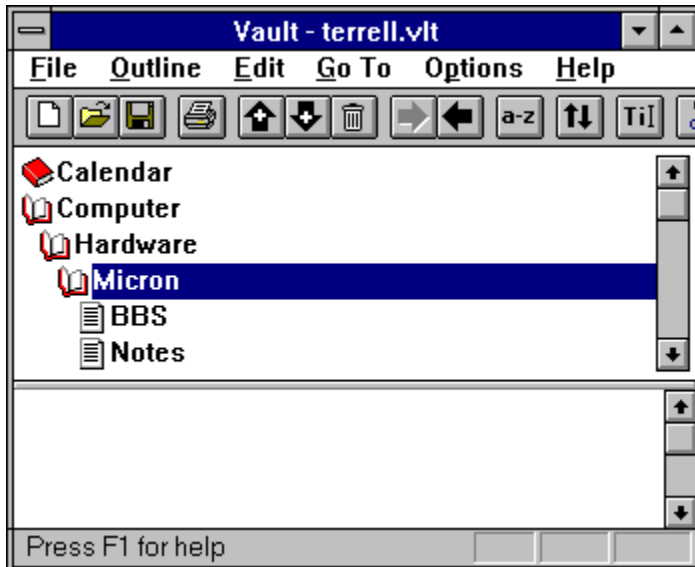 Vault - terrell.vlt
File Outline Edit Go To Options Help
a-z TiI
Calendar
Computer
Hardware
Micron
BBS
Notes
Press F1 for help